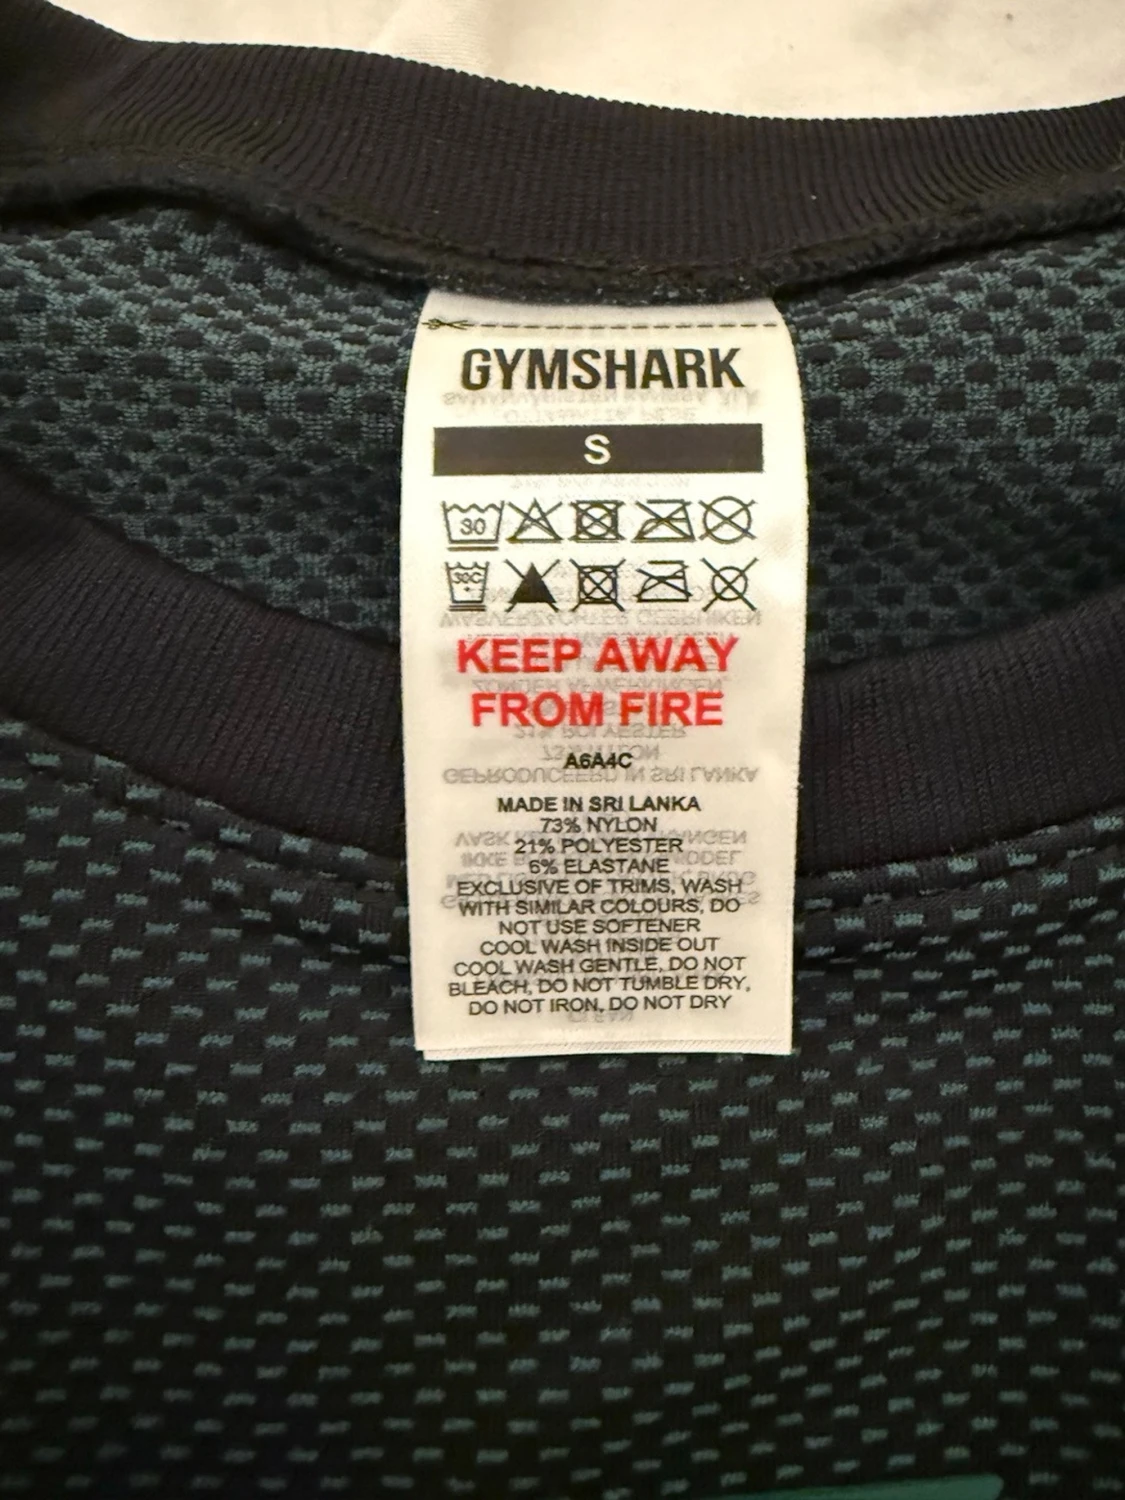 GYMSHARK
S
30
30C
KEEP AWAY
FROM FIRE
A6A4C
MADE IN SRI LANKA
73% NYLON
21% POLYESTER
6% ELASTANE
EXCLUSIVE OF TRIMS, WASH
WITH SIMILAR COLOURS, DO
NOT USE SOFTENER
COOL WASH INSIDE OUT
COOL WASH GENTLE, DO NOT
BLEACH, DO NOT TUMBLE DRY,
DO NOT IRON, DO NOT DRY